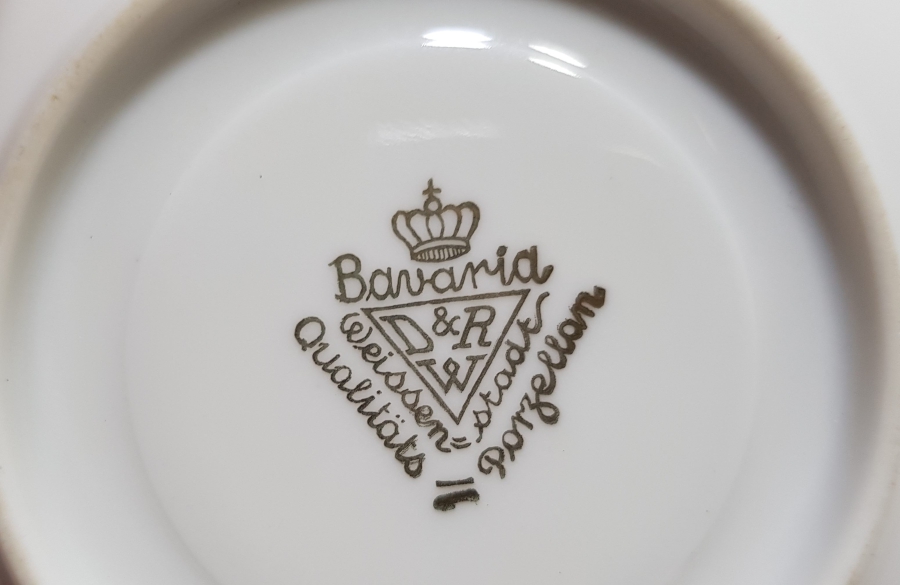 Bavaria
D & R
W
Weissen=stadt
Qualitäts = Porzellan